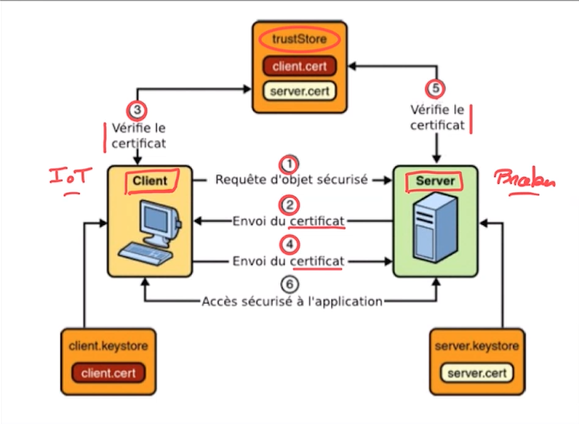 trustStore
client.cert
server.cert
3
Vérifie le
certificat
5
Vérifie le
certificat
IoT
Client
1
Requête d'objet sécurisé
Server
Broker
2
Envoi du certificat
4
Envoi du certificat
6
Accès sécurisé à l'application
client.keystore
client.cert
server.keystore
server.cert